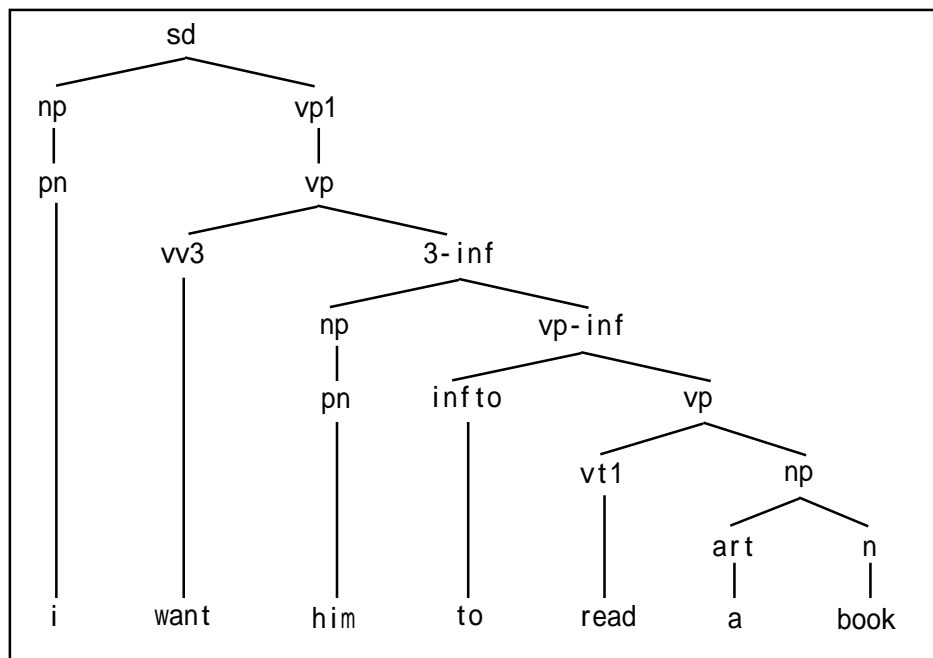 sd
np vp1
pn vp
vv3 3-inf
np vp-inf
pn infto vp
vt1 np
art n
i want him to read a book